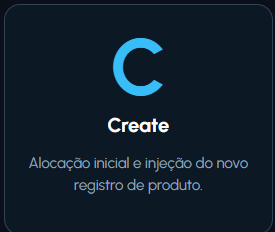 C
Create
Alocação inicial e injeção do novo
registro de produto.